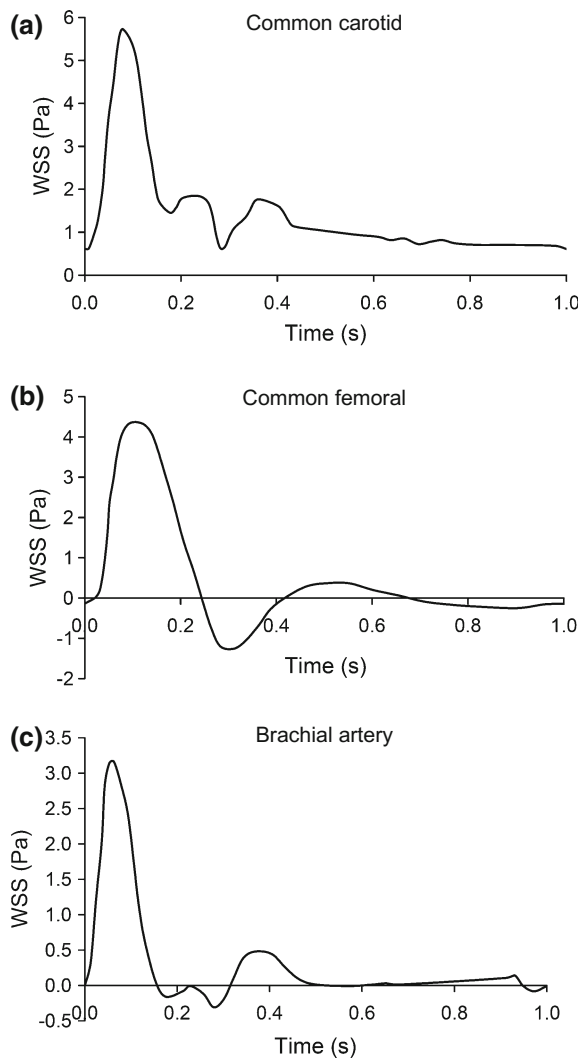 (a)
Common carotid
6
5
4
3
2
1
0
WSS (Pa)
0.0 0.2 0.4 0.6 0.8 1.0
Time (s)
(b)
Common femoral
5
4
3
2
1
0
-1
-2
WSS (Pa)
0.0 0.2 0.4 0.6 0.8 1.0
Time (s)
(c)
Brachial artery
3.5
3.0
2.5
2.0
1.5
1.0
0.5
0.0
-0.5
WSS (Pa)
0.0 0.2 0.4 0.6 0.8 1.0
Time (s)